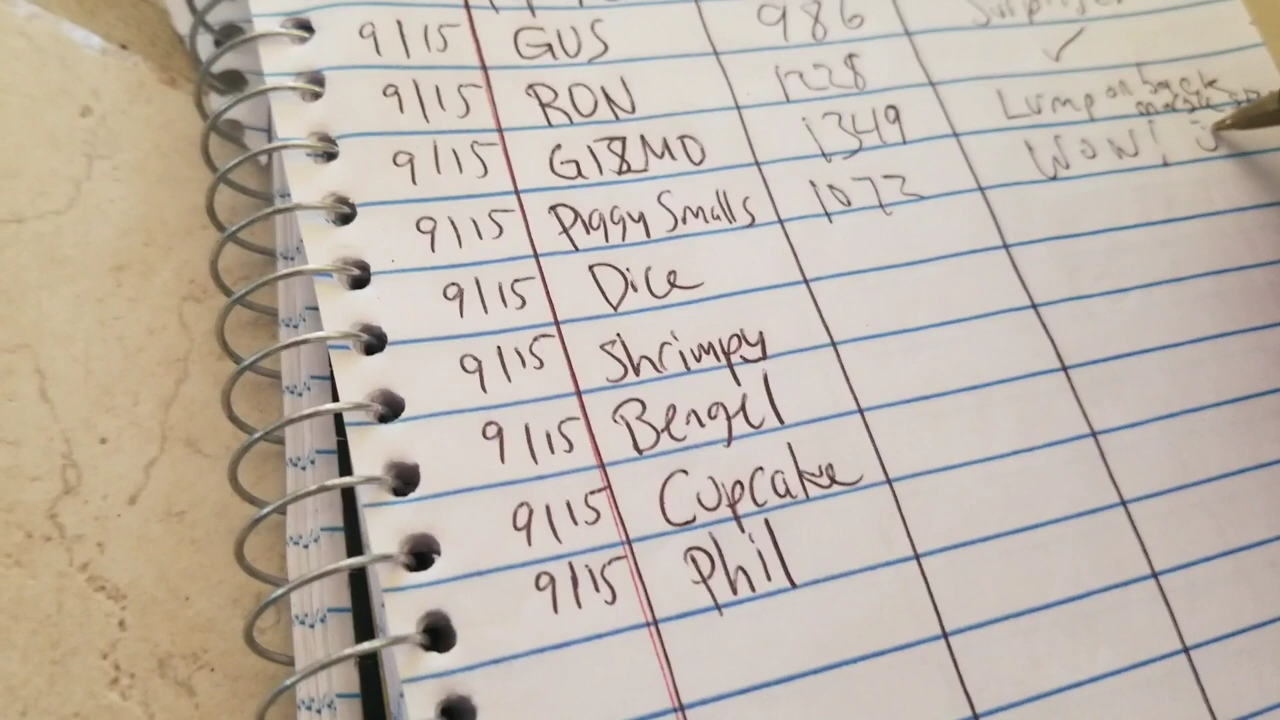 9/15 GUS 986
9/15 RON 1228 ✓
9/15 GIZMO 1349 Lump on back
9/15 Piggy Smalls 1073 WOW!
9/15 Dice
9/15 Shrimpy
9/15 Bengel
9/15 Cupcake
9/15 Phil